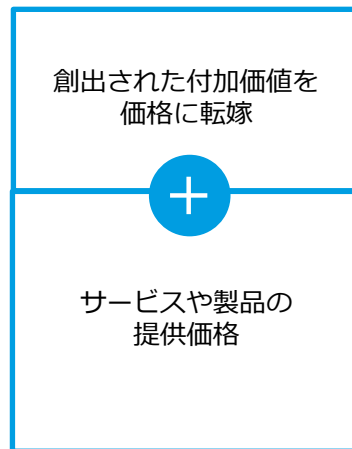 創出された付加価値を
価格に転嫁
+
サービスや製品の
提供価格